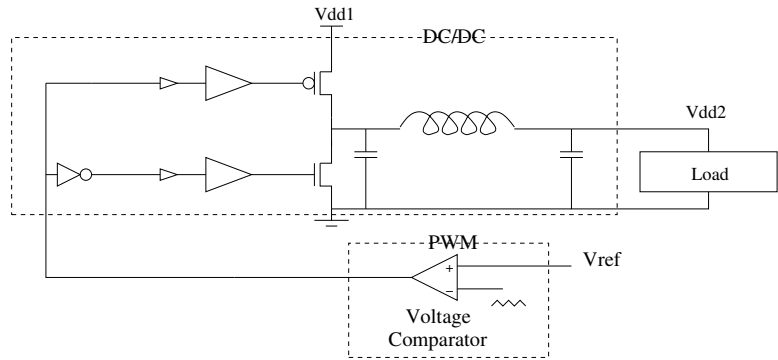 Vdd1
DC/DC
Vdd2
Load
PWM
+
Vref
−
Voltage
Comparator